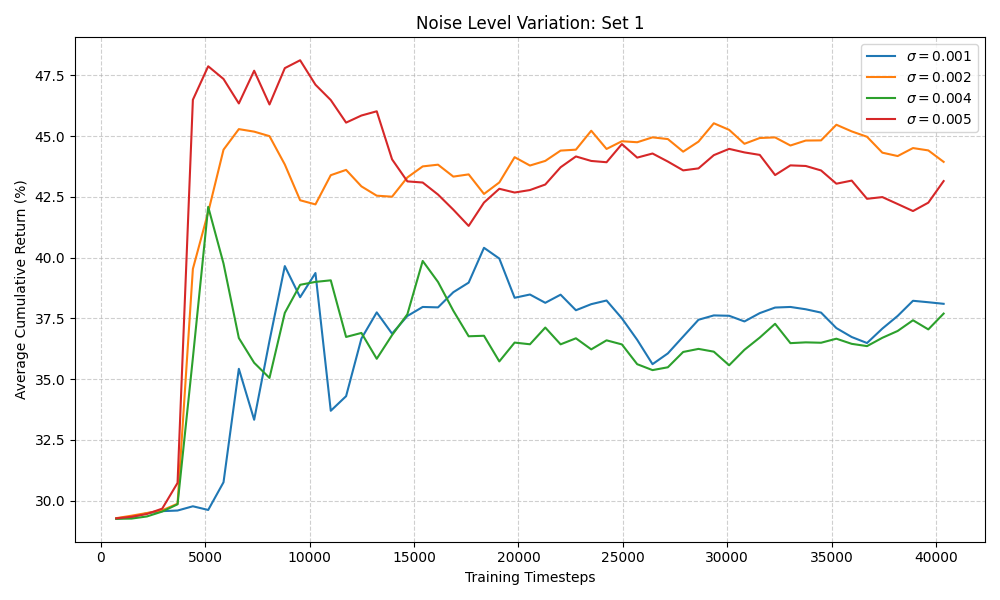 Noise Level Variation: Set 1
Average Cumulative Return (%)
47.5
45.0
42.5
40.0
37.5
35.0
32.5
30.0
σ = 0.001
σ = 0.002
σ = 0.004
σ = 0.005
0 5000 10000 15000 20000 25000 30000 35000 40000
Training Timesteps